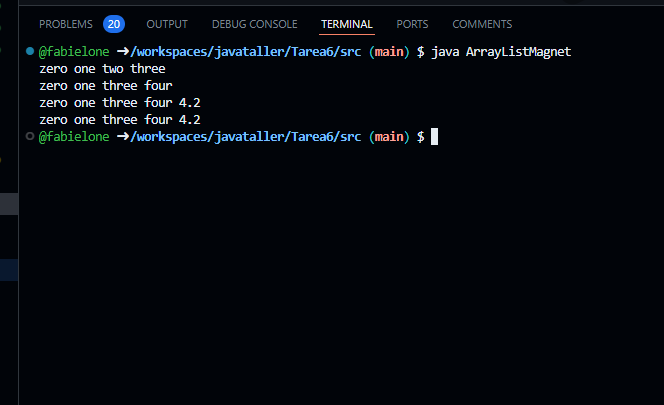 PROBLEMS 20 OUTPUT DEBUG CONSOLE TERMINAL PORTS COMMENTS
@fabielone ➜/workspaces/javataller/Tarea6/src (main) $ java ArrayListMagnet
zero one two three
zero one three four
zero one three four 4.2
zero one three four 4.2
@fabielone ➜/workspaces/javataller/Tarea6/src (main) $